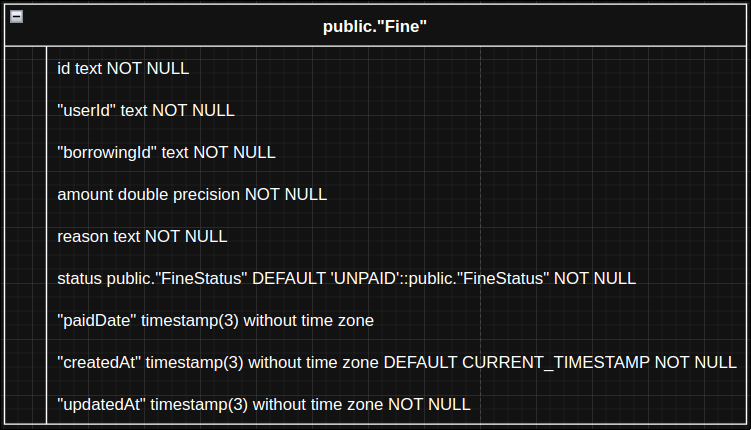 public."Fine"
id text NOT NULL
"userId" text NOT NULL
"borrowingId" text NOT NULL
amount double precision NOT NULL
reason text NOT NULL
status public."FineStatus" DEFAULT 'UNPAID'::public."FineStatus" NOT NULL
"paidDate" timestamp(3) without time zone
"createdAt" timestamp(3) without time zone DEFAULT CURRENT_TIMESTAMP NOT NULL
"updatedAt" timestamp(3) without time zone NOT NULL